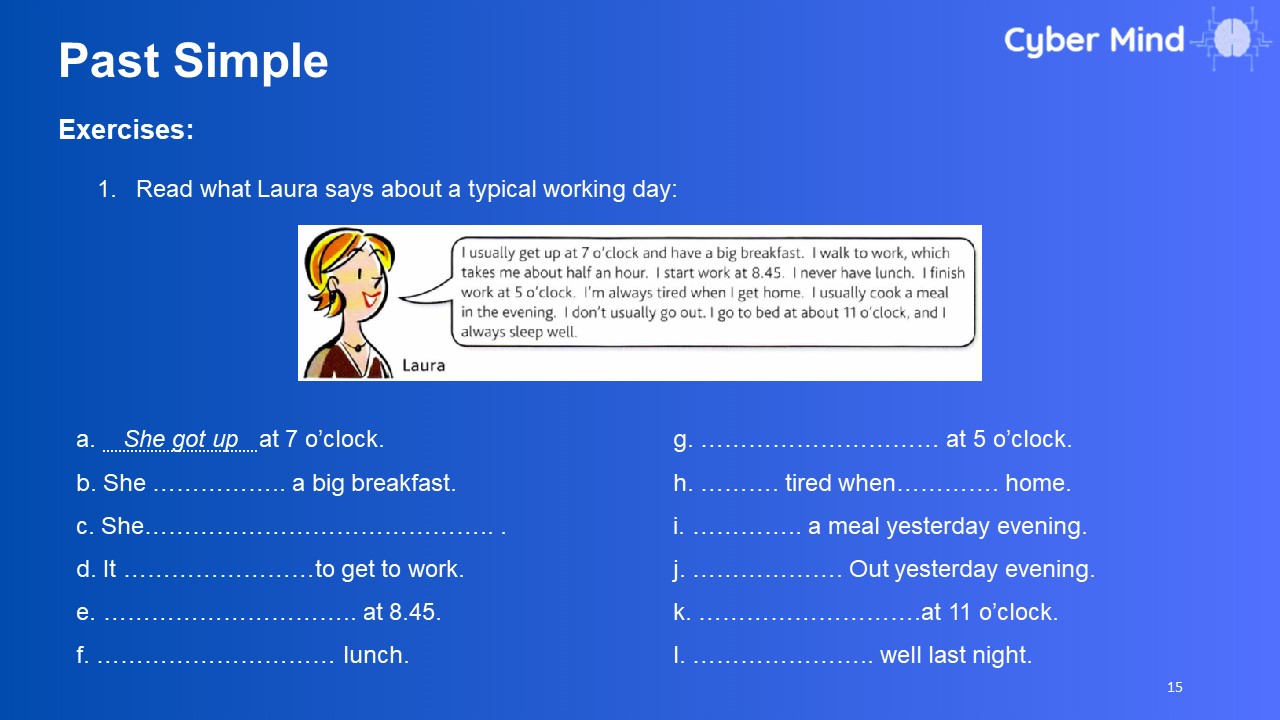 Cyber Mind
Past Simple
Exercises:
1. Read what Laura says about a typical working day:
I usually get up at 7 o'clock and have a big breakfast. I walk to work, which
takes me about half an hour. I start work at 8.45. I never have lunch. I finish
work at 5 o'clock. I'm always tired when I get home. I usually cook a meal
in the evening. I don't usually go out. I go to bed at about 11 o'clock, and I
always sleep well.
Laura
a. She got up at 7 o’clock.
b. She …………….. a big breakfast.
c. She…………………………………….. .
d. It ……………………to get to work.
e. ………………………….. at 8.45.
f. ………………………… lunch.
g. ………………………… at 5 o’clock.
h. ………. tired when…………. home.
i. ………….. a meal yesterday evening.
j. ………………. Out yesterday evening.
k. ……………………….at 11 o’clock.
l. ………………….. well last night.
15